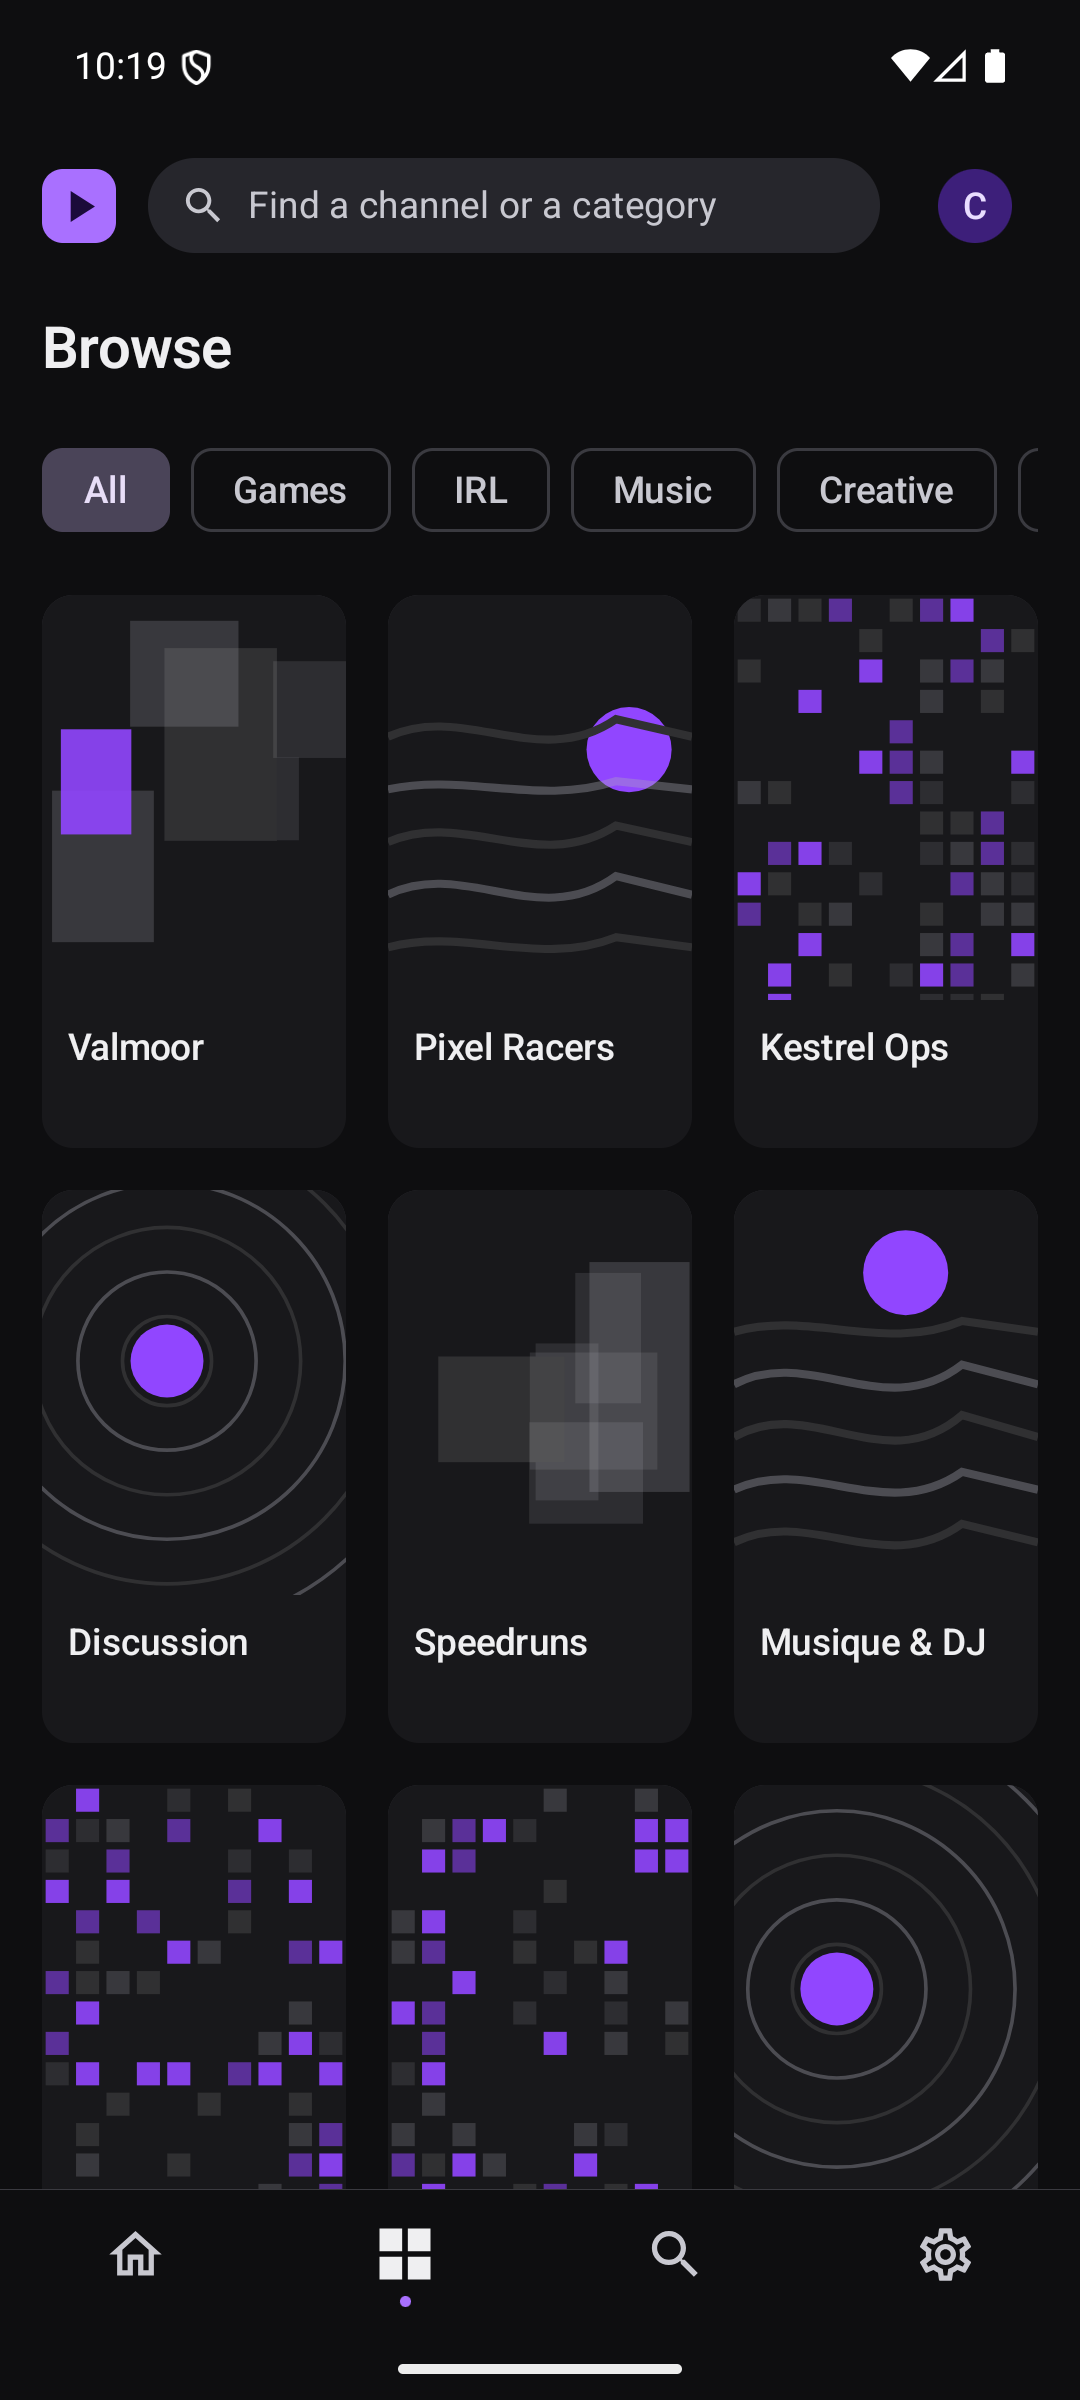 10:19
Find a channel or a category
C
Browse
All
Games
IRL
Music
Creative
Valmoor
Pixel Racers
Kestrel Ops
Discussion
Speedruns
Musique & DJ